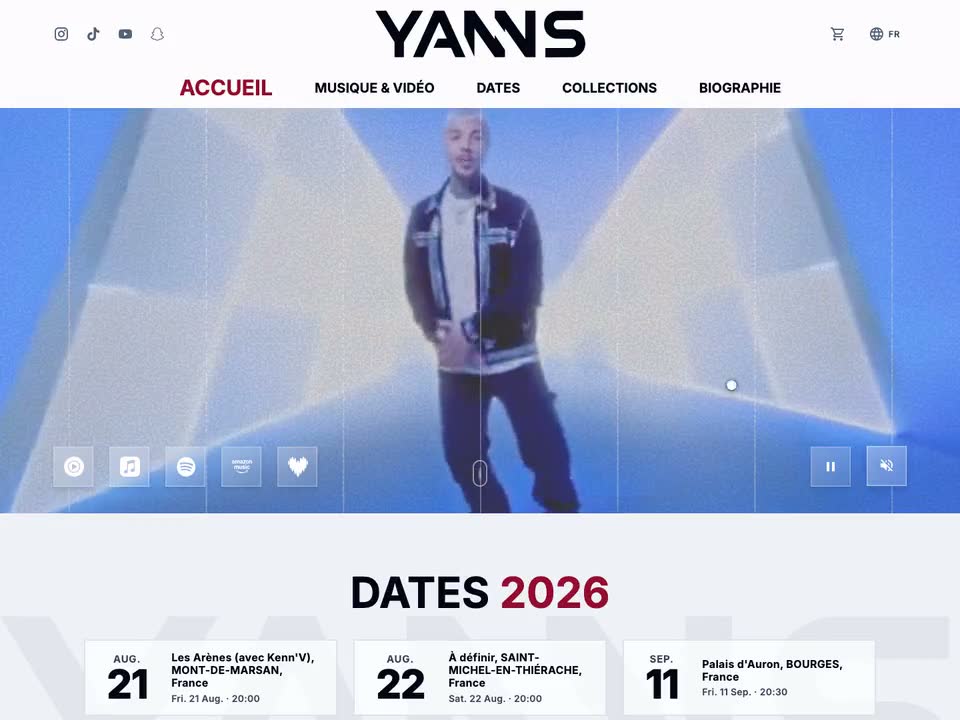 YANNS
FR
ACCUEIL MUSIQUE & VIDÉO DATES COLLECTIONS BIOGRAPHIE
amazon music
DATES 2026
YANNS
AUG.
21
Les Arènes (avec Kenn'V),
MONT-DE-MARSAN,
France
Fri. 21 Aug. · 20:00
AUG.
22
À définir, SAINT-
MICHEL-EN-THIÉRACHE,
France
Sat. 22 Aug. · 20:00
SEP.
11
Palais d'Auron, BOURGES,
France
Fri. 11 Sep. · 20:30